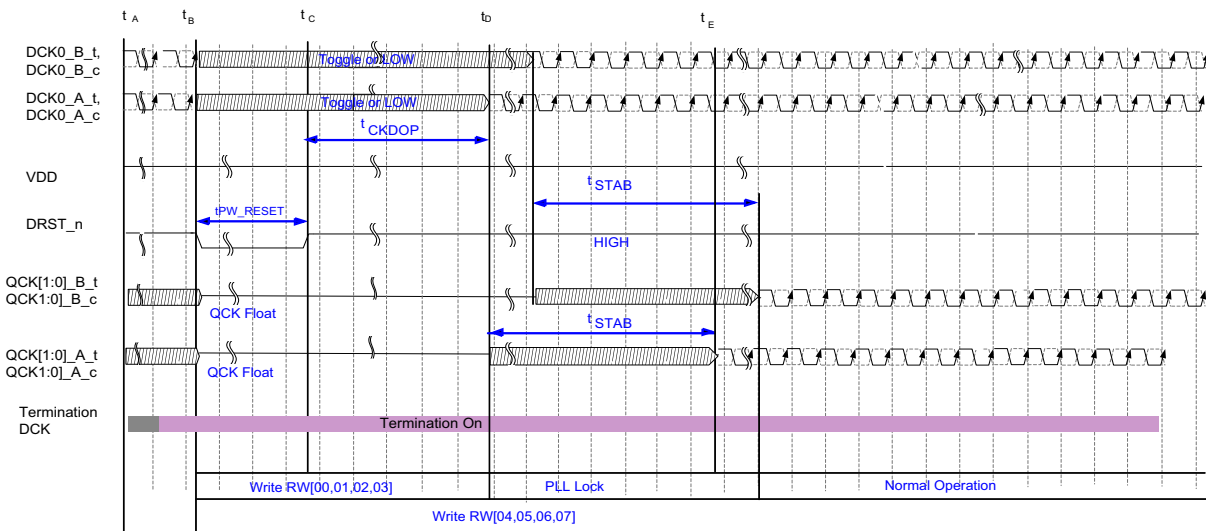 t A t B t C tD t E
DCK0_B_t,
DCK0_B_c
Toggle or LOW
DCK0_A_t,
DCK0_A_c
Toggle or LOW
t CKDOP
VDD
t STAB
tPW_RESET
DRST_n
HIGH
QCK[1:0]_B_t
QCK1:0]_B_c
QCK Float
t STAB
QCK[1:0]_A_t
QCK1:0]_A_c
QCK Float
Termination
DCK
Termination On
Write RW[00,01,02,03] PLL Lock Normal Operation
Write RW[04,05,06,07]